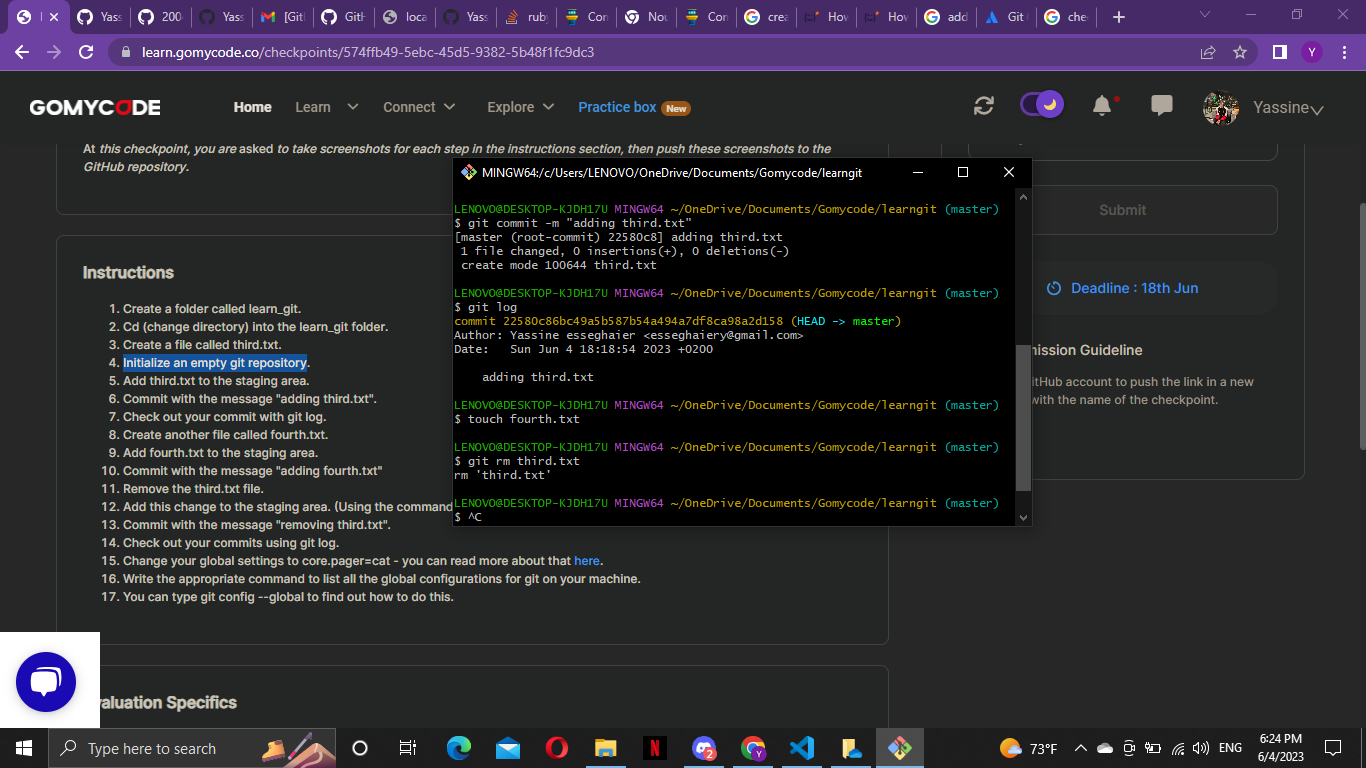 Yass
200
Yass
[Git
GitH
loca
Yass
ruby
Con
Nou
Con
crea
How
How
add
Git
che
learn.gomycode.co/checkpoints/574ffb49-5ebc-45d5-9382-5b48f1fc9dc3
Y
GOMYCODE
Home
Learn
Connect
Explore
Practice box
New
Yassine
At this checkpoint, you are asked to take screenshots for each step in the instructions section, then push these screenshots to the
GitHub repository.
Submit
Deadline : 18th Jun
mission Guideline
itHub account to push the link in a new
with the name of the checkpoint.
Instructions
1. Create a folder called learn_git.
2. Cd (change directory) into the learn_git folder.
3. Create a file called third.txt.
4. Initialize an empty git repository.
5. Add third.txt to the staging area.
6. Commit with the message "adding third.txt".
7. Check out your commit with git log.
8. Create another file called fourth.txt.
9. Add fourth.txt to the staging area.
10. Commit with the message "adding fourth.txt"
11. Remove the third.txt file.
12. Add this change to the staging area. (Using the command
13. Commit with the message "removing third.txt".
14. Check out your commits using git log.
15. Change your global settings to core.pager=cat - you can read more about that here.
16. Write the appropriate command to list all the global configurations for git on your machine.
17. You can type git config --global to find out how to do this.
MINGW64:/c/Users/LENOVO/OneDrive/Documents/Gomycode/learngit
LENOVO@DESKTOP-KJDH17U MINGW64 ~/OneDrive/Documents/Gomycode/learngit (master)
$ git commit -m "adding third.txt"
[master (root-commit) 22580c8] adding third.txt
1 file changed, 0 insertions(+), 0 deletions(-)
create mode 100644 third.txt
LENOVO@DESKTOP-KJDH17U MINGW64 ~/OneDrive/Documents/Gomycode/learngit (master)
$ git log
commit 22580c86bc49a5b587b54a494a7df8ca98a2d158 (HEAD -> master)
Author: Yassine esseghaier <esseghaiery@gmail.com>
Date:   Sun Jun 4 18:18:54 2023 +0200
adding third.txt
LENOVO@DESKTOP-KJDH17U MINGW64 ~/OneDrive/Documents/Gomycode/learngit (master)
$ touch fourth.txt
LENOVO@DESKTOP-KJDH17U MINGW64 ~/OneDrive/Documents/Gomycode/learngit (master)
$ git rm third.txt
rm 'third.txt'
LENOVO@DESKTOP-KJDH17U MINGW64 ~/OneDrive/Documents/Gomycode/learngit (master)
$ ^C
valuation Specifics
Type here to search
N
2
Y
73°F
ENG
6:24 PM
6/4/2023